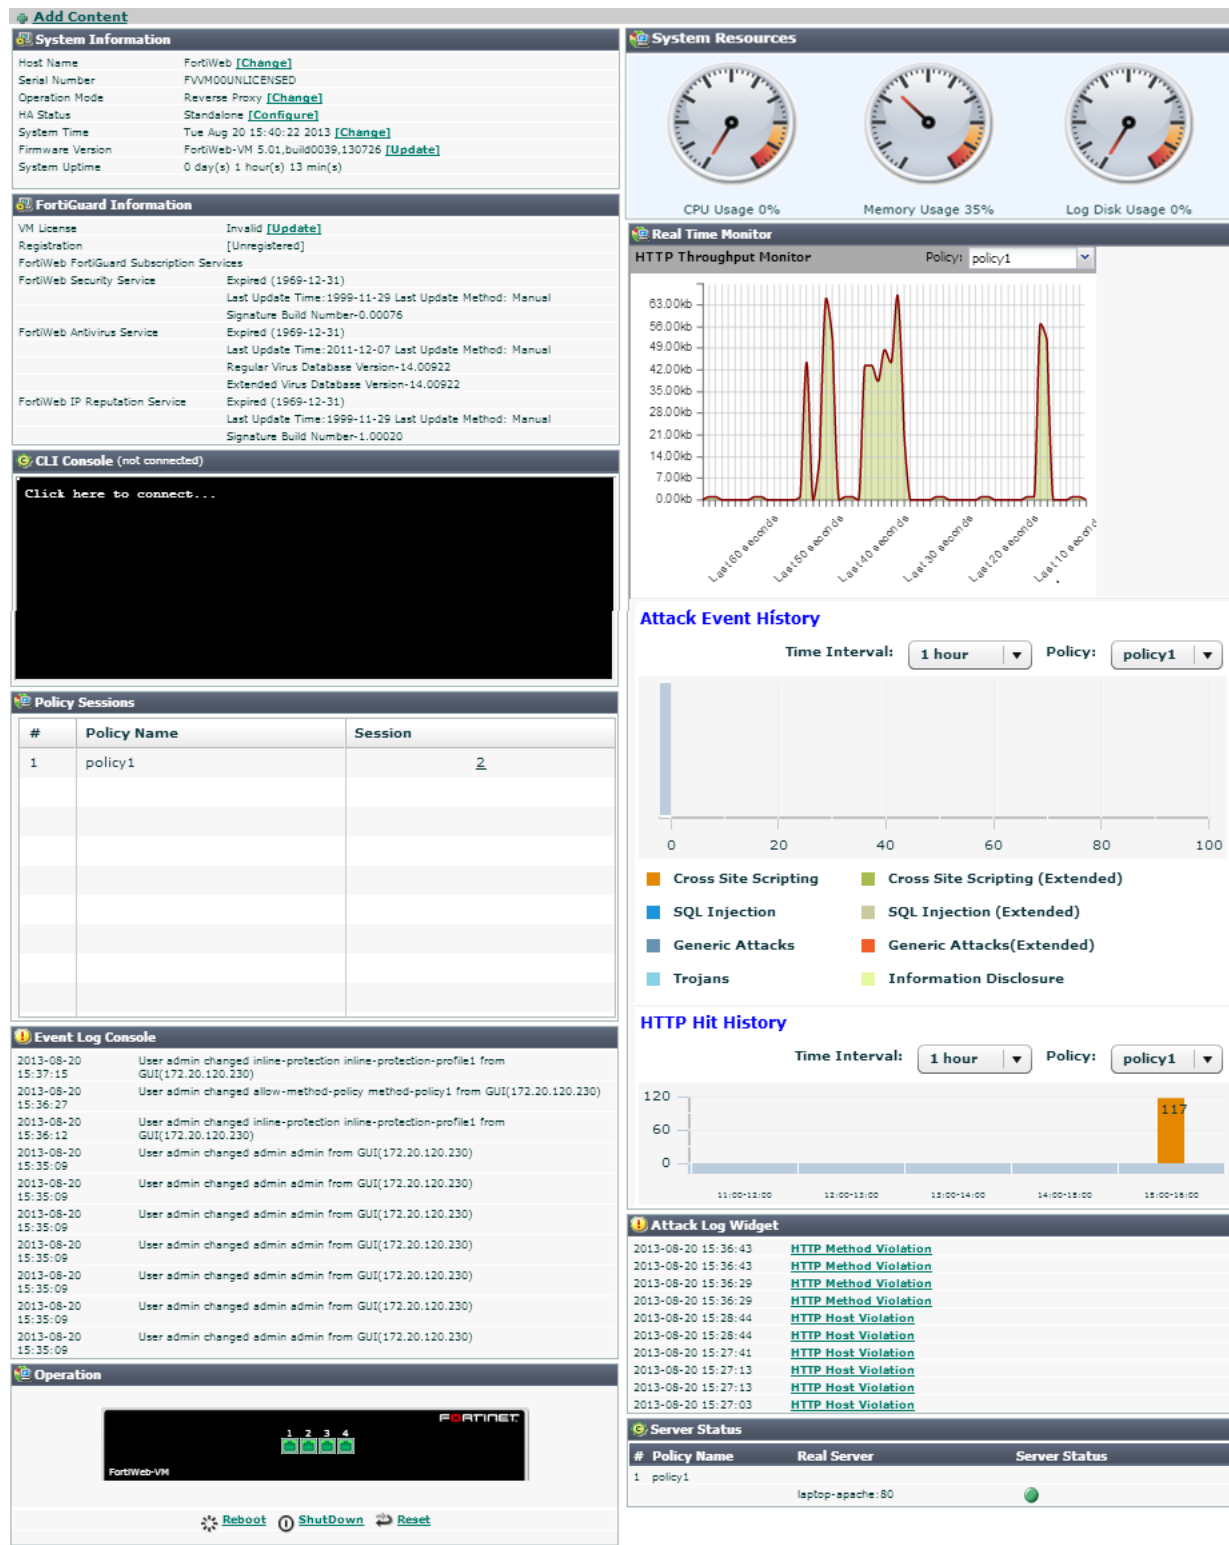 Add Content
System Information
Host Name FortiWeb [Change]
Serial Number FVVM00UNLICENSED
Operation Mode Reverse Proxy [Change]
HA Status Standalone [Configure]
System Time Tue Aug 20 15:40:22 2013 [Change]
Firmware Version FortiWeb-VM 5.01,build0039,130726 [Update]
System Uptime 0 day(s) 1 hour(s) 13 min(s)
FortiGuard Information
VM License Invalid [Update]
Registration [Unregistered]
FortiWeb FortiGuard Subscription Services
FortiWeb Security Service Expired (1969-12-31)
Last Update Time:1999-11-29 Last Update Method: Manual
Signature Build Number-0.00076
FortiWeb Antivirus Service Expired (1969-12-31)
Last Update Time:2011-12-07 Last Update Method: Manual
Regular Virus Database Version-14.00922
Extended Virus Database Version-14.00922
FortiWeb IP Reputation Service Expired (1969-12-31)
Last Update Time:1999-11-29 Last Update Method: Manual
Signature Build Number-1.00020
CLI Console (not connected)
Click here to connect...
Policy Sessions
# Policy Name Session
1 policy1 2
Event Log Console
2013-08-20 15:37:15 User admin changed inline-protection inline-protection-profile1 from GUI(172.20.120.230)
2013-08-20 15:36:27 User admin changed allow-method-policy method-policy1 from GUI(172.20.120.230)
2013-08-20 15:36:12 User admin changed inline-protection inline-protection-profile1 from GUI(172.20.120.230)
2013-08-20 15:35:09 User admin changed admin admin from GUI(172.20.120.230)
2013-08-20 15:35:09 User admin changed admin admin from GUI(172.20.120.230)
2013-08-20 15:35:09 User admin changed admin admin from GUI(172.20.120.230)
2013-08-20 15:35:09 User admin changed admin admin from GUI(172.20.120.230)
2013-08-20 15:35:09 User admin changed admin admin from GUI(172.20.120.230)
2013-08-20 15:35:09 User admin changed admin admin from GUI(172.20.120.230)
2013-08-20 15:35:09 User admin changed admin admin from GUI(172.20.120.230)
Operation
FORTINET
1 2 3 4
FortiWeb-VM
Reboot ShutDown Reset
System Resources
CPU Usage 0% Memory Usage 35% Log Disk Usage 0%
Real Time Monitor
HTTP Throughput Monitor Policy: policy1
63.00kb
56.00kb
49.00kb
42.00kb
35.00kb
28.00kb
21.00kb
14.00kb
7.00kb
0.00kb
Last 60 seconds
Last 50 seconds
Last 40 seconds
Last 30 seconds
Last 20 seconds
Last 10 seconds
Attack Event History
Time Interval: 1 hour Policy: policy1
0 20 40 60 80 100
Cross Site Scripting Cross Site Scripting (Extended)
SQL Injection SQL Injection (Extended)
Generic Attacks Generic Attacks(Extended)
Trojans Information Disclosure
HTTP Hit History
Time Interval: 1 hour Policy: policy1
120
117
60
0
11:00-12:00 12:00-13:00 13:00-14:00 14:00-15:00 15:00-16:00
Attack Log Widget
2013-08-20 15:36:43 HTTP Method Violation
2013-08-20 15:36:43 HTTP Method Violation
2013-08-20 15:36:29 HTTP Method Violation
2013-08-20 15:36:29 HTTP Method Violation
2013-08-20 15:28:44 HTTP Host Violation
2013-08-20 15:28:44 HTTP Host Violation
2013-08-20 15:27:41 HTTP Host Violation
2013-08-20 15:27:13 HTTP Host Violation
2013-08-20 15:27:13 HTTP Host Violation
2013-08-20 15:27:03 HTTP Host Violation
Server Status
# Policy Name Real Server Server Status
1 policy1
laptop-apache:80